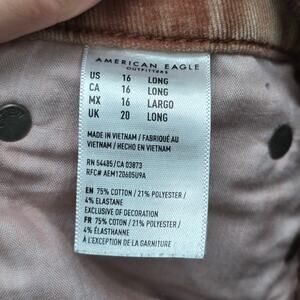 AMERICAN EAGLE
OUTFITTERS
US 16 LONG
CA 16 LONG
MX 16 LARGO
UK 20 LONG
MADE IN VIETNAM / FABRIQUÉ AU
VIETNAM / HECHO EN VIETNAM
RN 54485/CA 03873
RFC# AEM120605U9A
EN 75% COTTON / 21% POLYESTER /
4% ELASTANE
EXCLUSIVE OF DECORATION
FR 75% COTON / 21% POLYESTER /
4% ÉLASTHANNE
À L'EXCEPTION DE LA GARNITURE